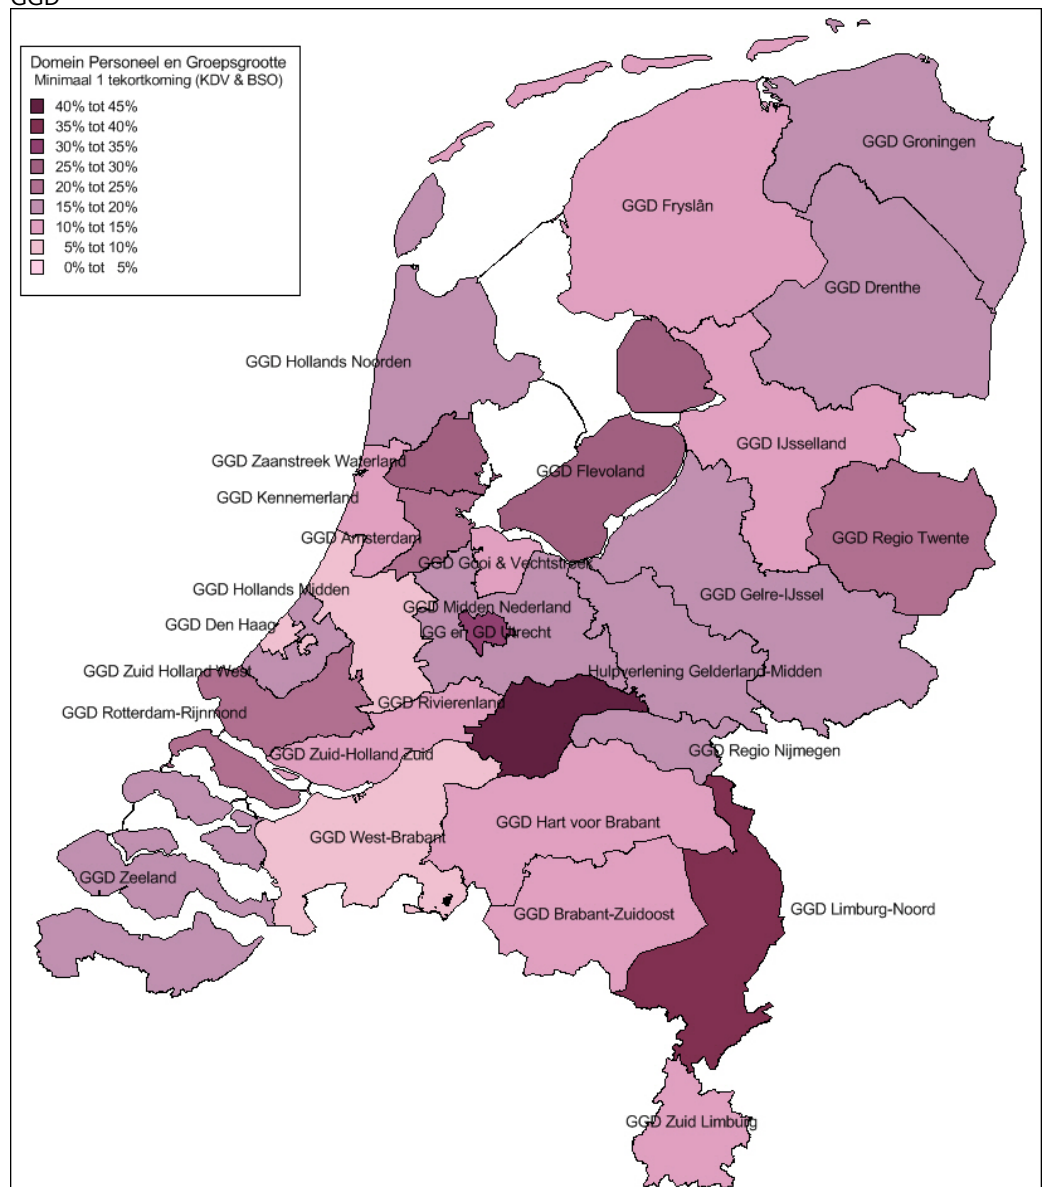 GGD
Domein Personeel en Groepsgrootte
Minimaal 1 tekortkoming (KDV & BSO)
40% tot 45%
35% tot 40%
30% tot 35%
25% tot 30%
20% tot 25%
15% tot 20%
10% tot 15%
5% tot 10%
0% tot 5%
GGD Groningen
GGD Fryslân
GGD Drenthe
GGD Hollands Noorden
GGD IJsselland
GGD Zaanstreek Waterland
GGD Flevoland
GGD Kennemerland
GGD Amsterdam
GGD Regio Twente
GGD Gooi & Vechtstreek
GGD Hollands Midden
GGD Gelre-IJssel
GGD Midden Nederland
GGD Den Haag
GG en GD Utrecht
GGD Zuid Holland West
Hulpverlening Gelderland-Midden
GGD Rivierenland
GGD Rotterdam-Rijnmond
GGD Regio Nijmegen
GGD Zuid-Holland Zuid
GGD Hart voor Brabant
GGD West-Brabant
GGD Zeeland
GGD Limburg-Noord
GGD Brabant-Zuidoost
GGD Zuid Limburg